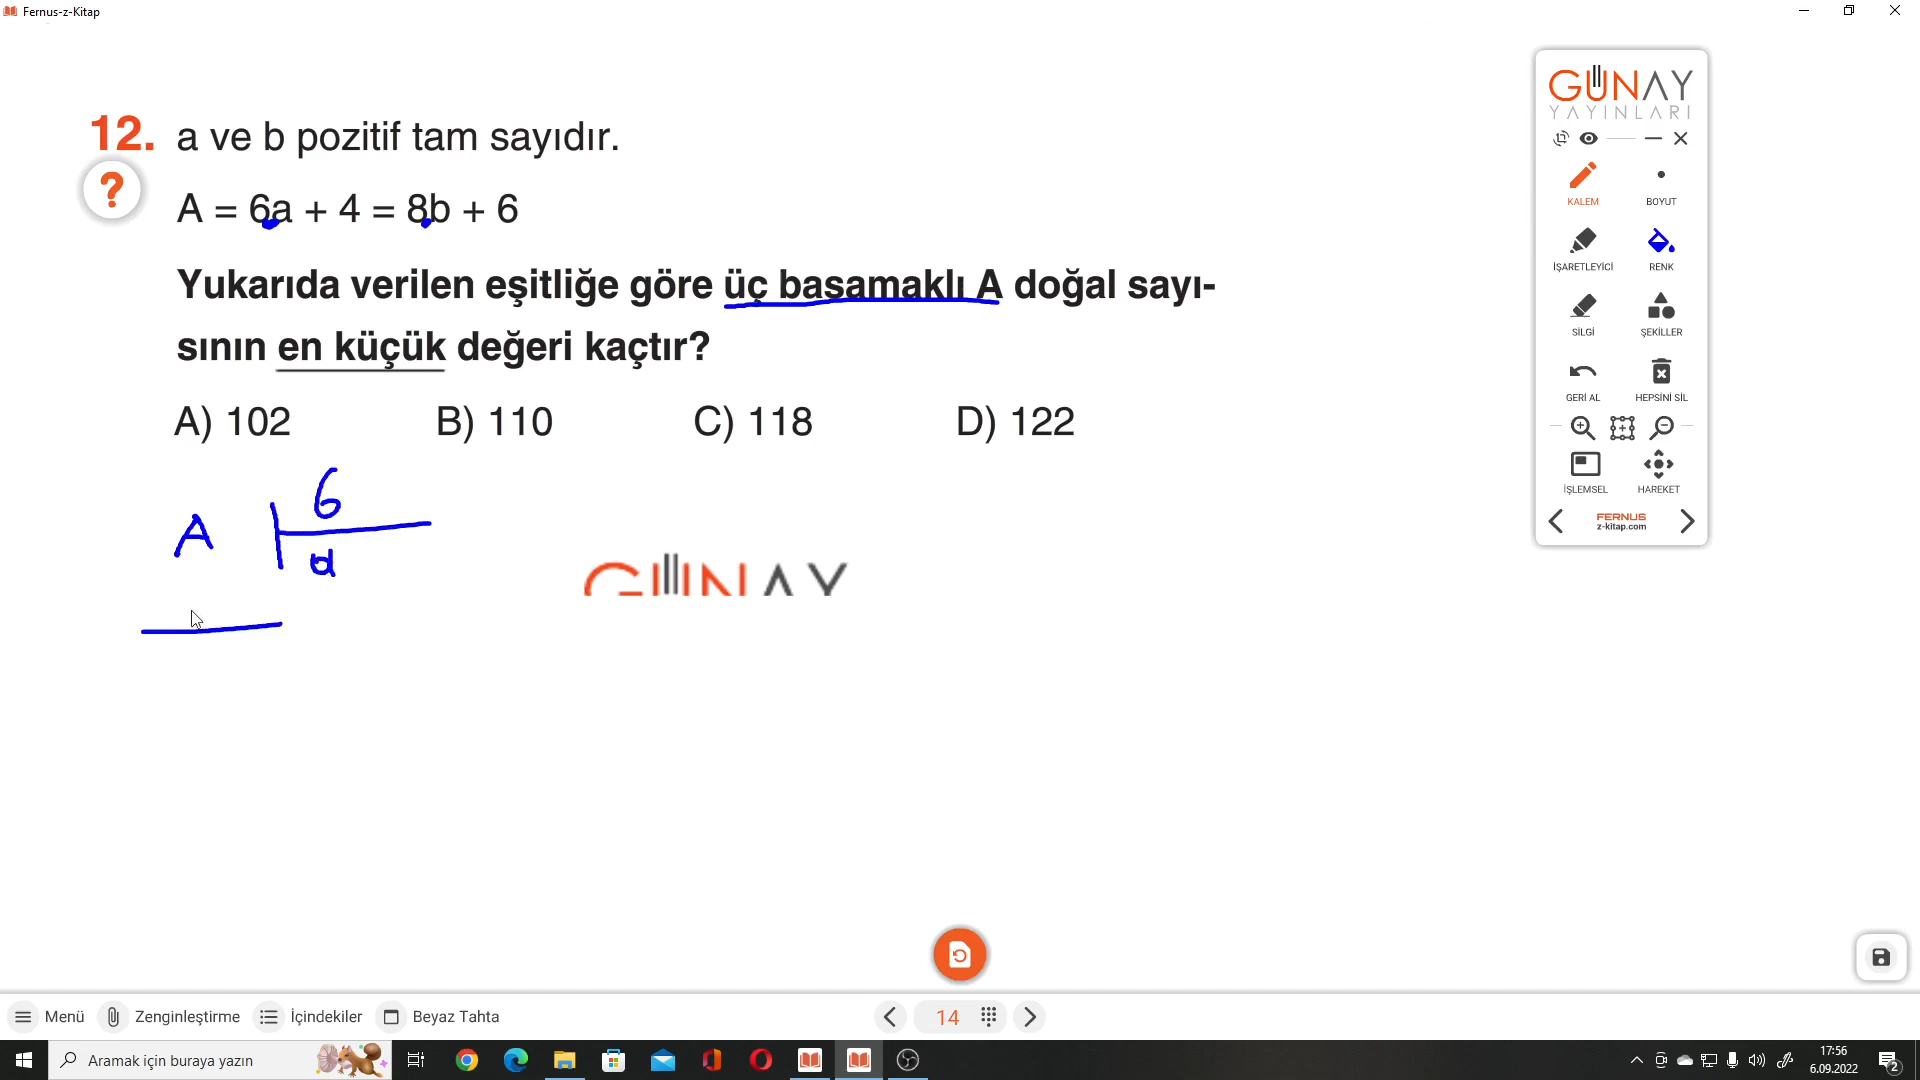 Fernus-z-Kitap
12. a ve b pozitif tam sayıdır.
?
A = 6a + 4 = 8b + 6
Yukarıda verilen eşitliğe göre üç basamaklı A doğal sayı-
sının en küçük değeri kaçtır?
A) 102 B) 110 C) 118 D) 122
A 6
a
GÜNAY
GÜNAY
YAYINLARI
KALEM BOYUT
İŞARETLEYİCİ RENK
SİLGİ ŞEKİLLER
GERİ AL HEPSİNİ SİL
İŞLEMSEL HAREKET
FERNUS
z-kitap.com
Menü Zenginleştirme İçindekiler Beyaz Tahta 14
Aramak için buraya yazın
17:56
6.09.2022
2